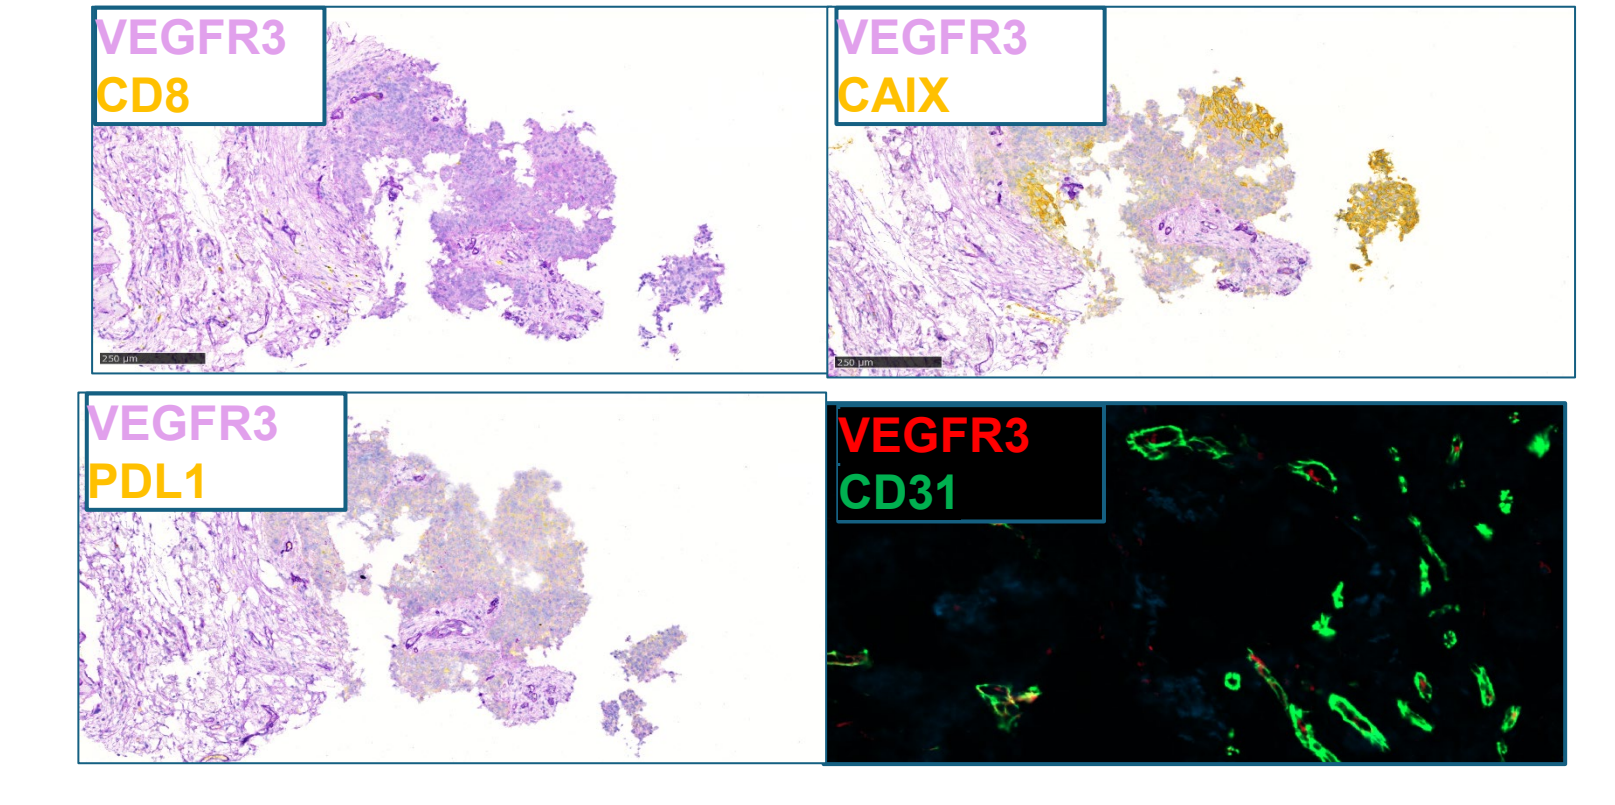 VEGFR3
CD8
250 µm
VEGFR3
CAIX
250 µm
VEGFR3
PDL1
VEGFR3
CD31